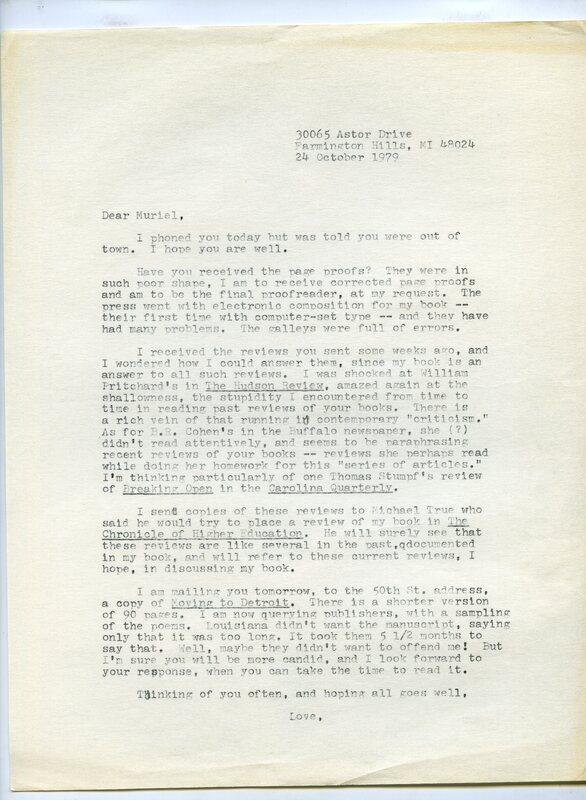 30065 Astor Drive
Farmington Hills, MI 48024
24 October 1979
Dear Muriel,
I phoned you today but was told you were out of
town. I hope you are well.
Have you received the page proofs? They were in
such poor shape, I am to receive corrected page proofs
and am to be the final proofreader, at my request. The
press went with electronic composition for my book --
their first time with computer-set type -- and they have
had many problems. The galleys were full of errors.
I received the reviews you sent some weeks ago, and
I wondered how I could answer them, since my book is an
answer to all such reviews. I was shocked at William
Pritchard's in The Hudson Review, amazed again at the
shallowness, the stupidity I encountered from time to
time in reading past reviews of your books. There is
a rich vein of that running in contemporary "criticism."
As for B.R. Cohen's in the Buffalo newspaper, she (?)
didn't read attentively, and seems to be paraphrasing
recent reviews of your books -- reviews she perhaps read
while doing her homework for this "series of articles."
I'm thinking particularly of one Thomas Stumpf's review
of Breaking Open in the Carolina Quarterly.
I sent copies of these reviews to Michael True who
said he would try to place a review of my book in The
Chronicle of Higher Education. He will surely see that
these reviews are like several in the past,qdocumented
in my book, and will refer to these current reviews, I
hope, in discussing my book.
I am mailing you tomorrow, to the 50th St. address,
a copy of Moving to Detroit. There is a shorter version
of 90 pages. I am now querying publishers, with a sampling
of the poems. Louisiana didn't want the manuscript, saying
only that it was too long. It took them 5 1/2 months to
say that. Well, maybe they didn't want to offend me! But
I'm sure you will be more candid, and I look forward to
your response, when you can take the time to read it.
Thinking of you often, and hoping all goes well,
Love,